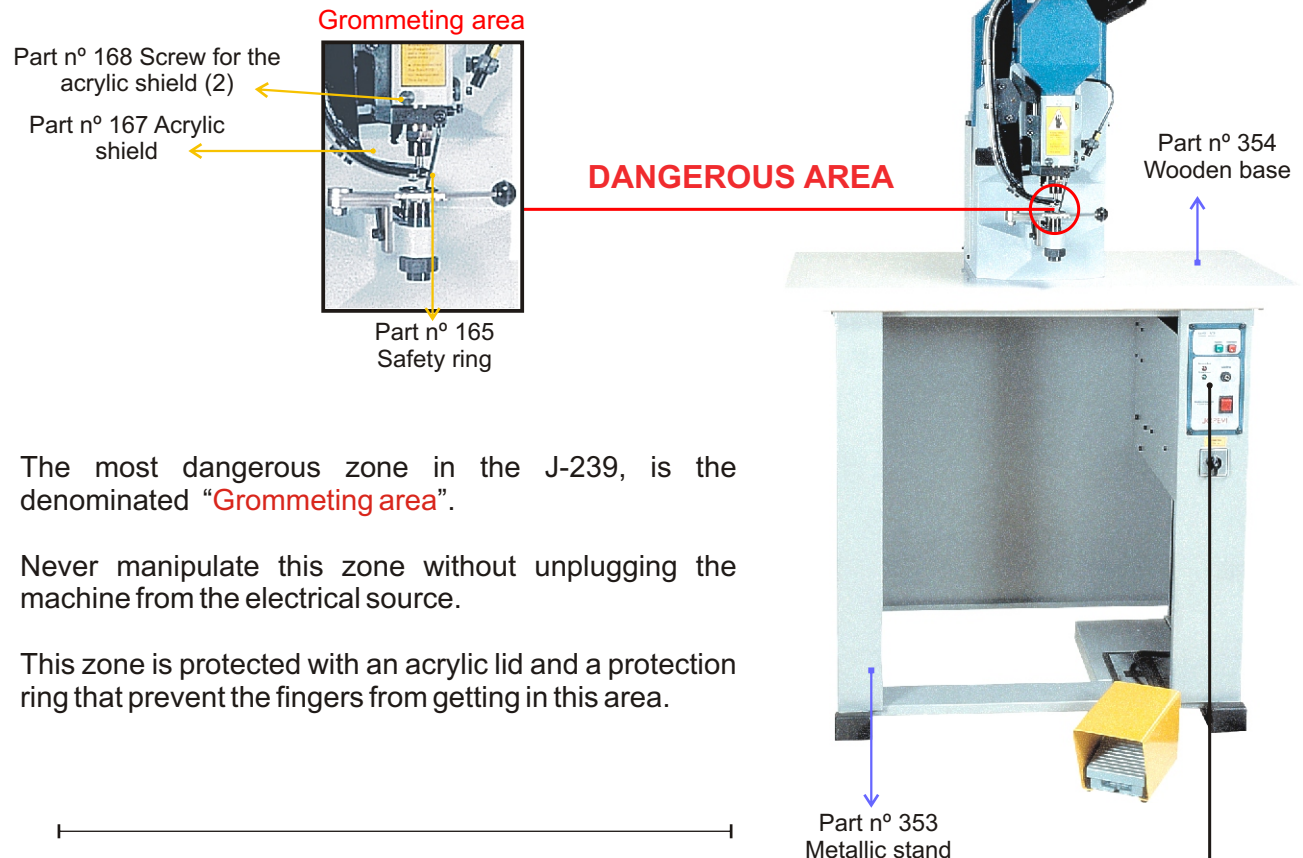 Grommeting area
Part nº 168 Screw for the
acrylic shield (2)
Part nº 167 Acrylic
shield
DANGEROUS AREA
Part nº 354
Wooden base
Part nº 165
Safety ring
The most dangerous zone in the J-239, is the
denominated “Grommeting area”.
Never manipulate this zone without unplugging the
machine from the electrical source.
This zone is protected with an acrylic lid and a protection
ring that prevent the fingers from getting in this area.
Part nº 353
Metallic stand